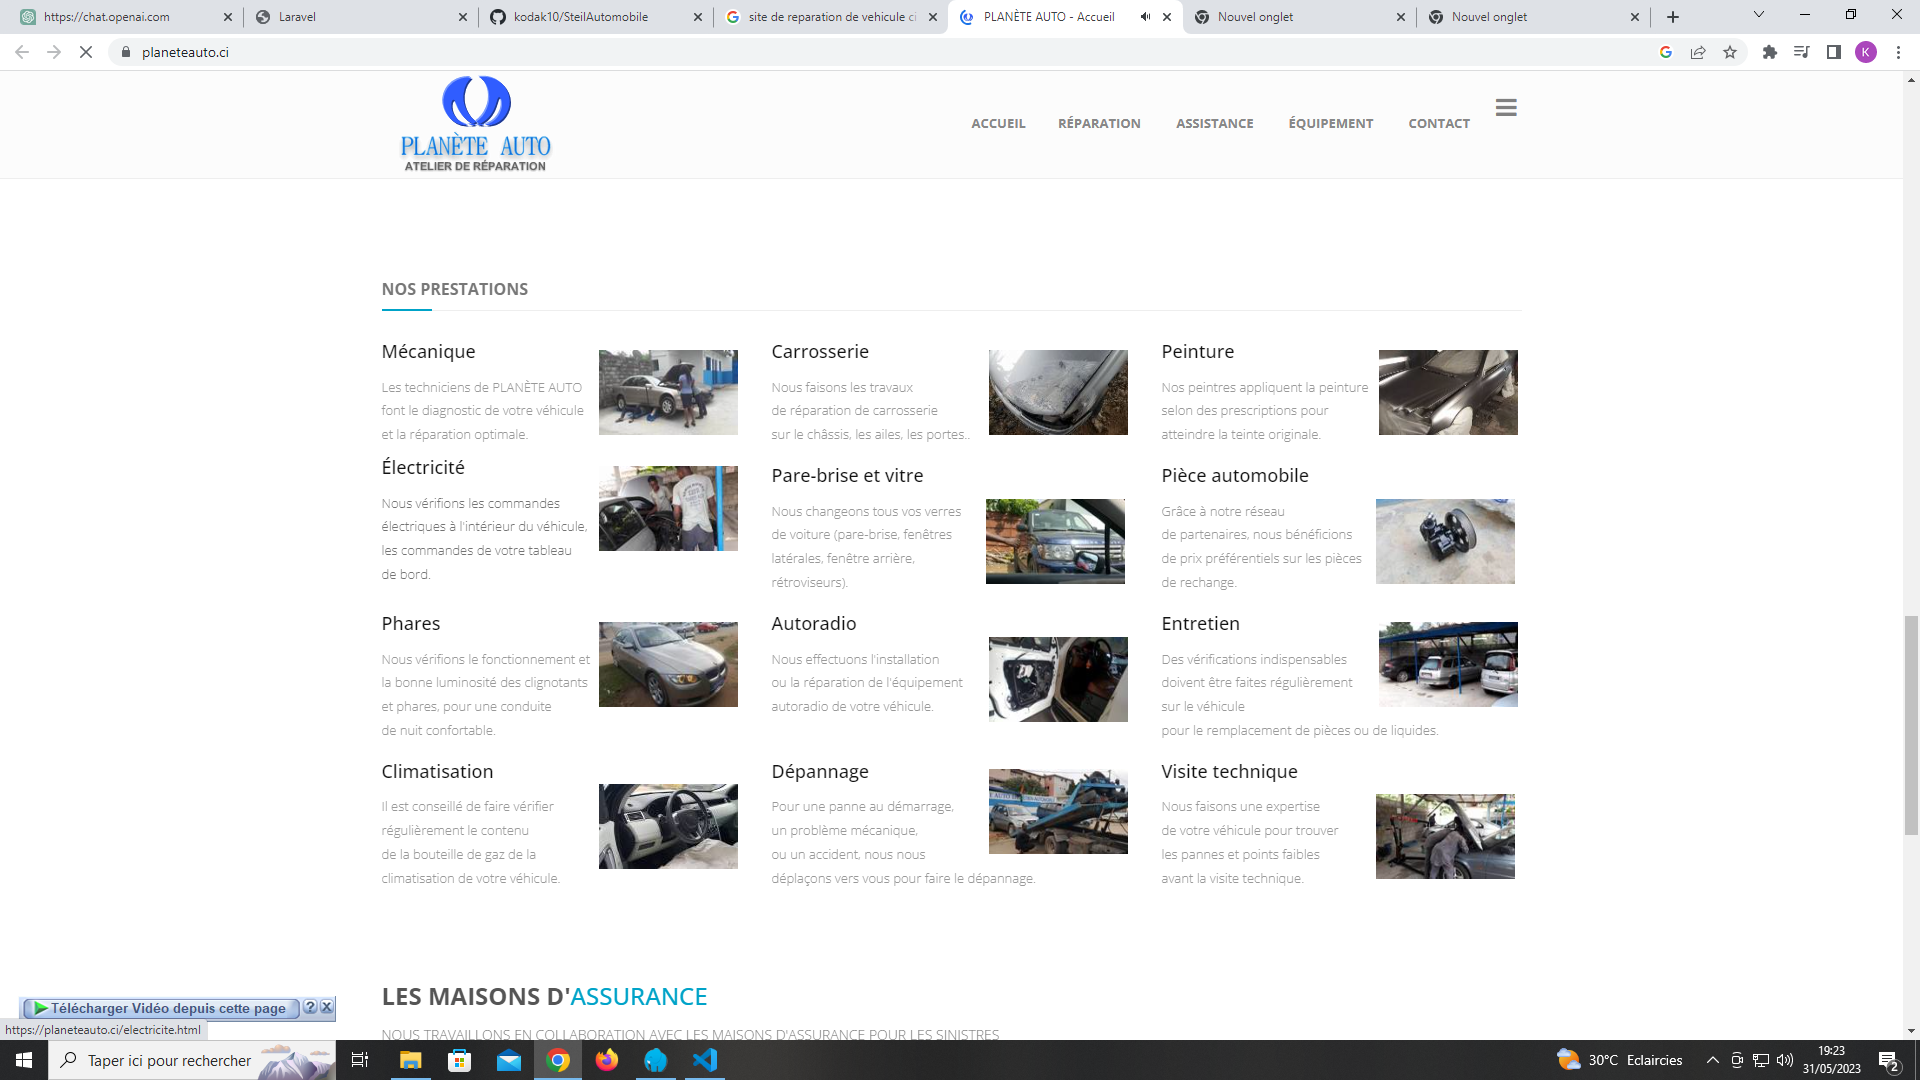 https://chat.openai.com
Laravel
kodak10/SteilAutomobile
site de reparation de vehicule ci
PLANÈTE AUTO - Accueil
Nouvel onglet
Nouvel onglet
planeteauto.ci
K
PLANÈTE AUTO
ATELIER DE RÉPARATION
ACCUEIL
RÉPARATION
ASSISTANCE
ÉQUIPEMENT
CONTACT
NOS PRESTATIONS
Mécanique
Les techniciens de PLANÈTE AUTO
font le diagnostic de votre véhicule
et la réparation optimale.
Carrosserie
Nous faisons les travaux
de réparation de carrosserie
sur le châssis, les ailes, les portes..
Peinture
Nos peintres appliquent la peinture
selon des prescriptions pour
atteindre la teinte originale.
Électricité
Nous vérifions les commandes
électriques à l'intérieur du véhicule,
les commandes de votre tableau
de bord.
Pare-brise et vitre
Nous changeons tous vos verres
de voiture (pare-brise, fenêtres
latérales, fenêtre arrière,
rétroviseurs).
Pièce automobile
Grâce à notre réseau
de partenaires, nous bénéficions
de prix préférentiels sur les pièces
de rechange.
Phares
Nous vérifions le fonctionnement et
la bonne luminosité des clignotants
et phares, pour une conduite
de nuit confortable.
Autoradio
Nous effectuons l'installation
ou la réparation de l'équipement
autoradio de votre véhicule.
Entretien
Des vérifications indispensables
doivent être faites régulièrement
sur le véhicule
pour le remplacement de pièces ou de liquides.
Climatisation
Il est conseillé de faire vérifier
régulièrement le contenu
de la bouteille de gaz de la
climatisation de votre véhicule.
Dépannage
Pour une panne au démarrage,
un problème mécanique,
ou un accident, nous nous
déplaçons vers vous pour faire le dépannage.
Visite technique
Nous faisons une expertise
de votre véhicule pour trouver
les pannes et points faibles
avant la visite technique.
LES MAISONS D'ASSURANCE
NOUS TRAVAILLONS EN COLLABORATION AVEC LES MAISONS D'ASSURANCE POUR LES SINISTRES
Télécharger Vidéo depuis cette page
?
https://planeteauto.ci/electricite.html
Taper ici pour rechercher
30°C Eclaircies
19:23
31/05/2023
2